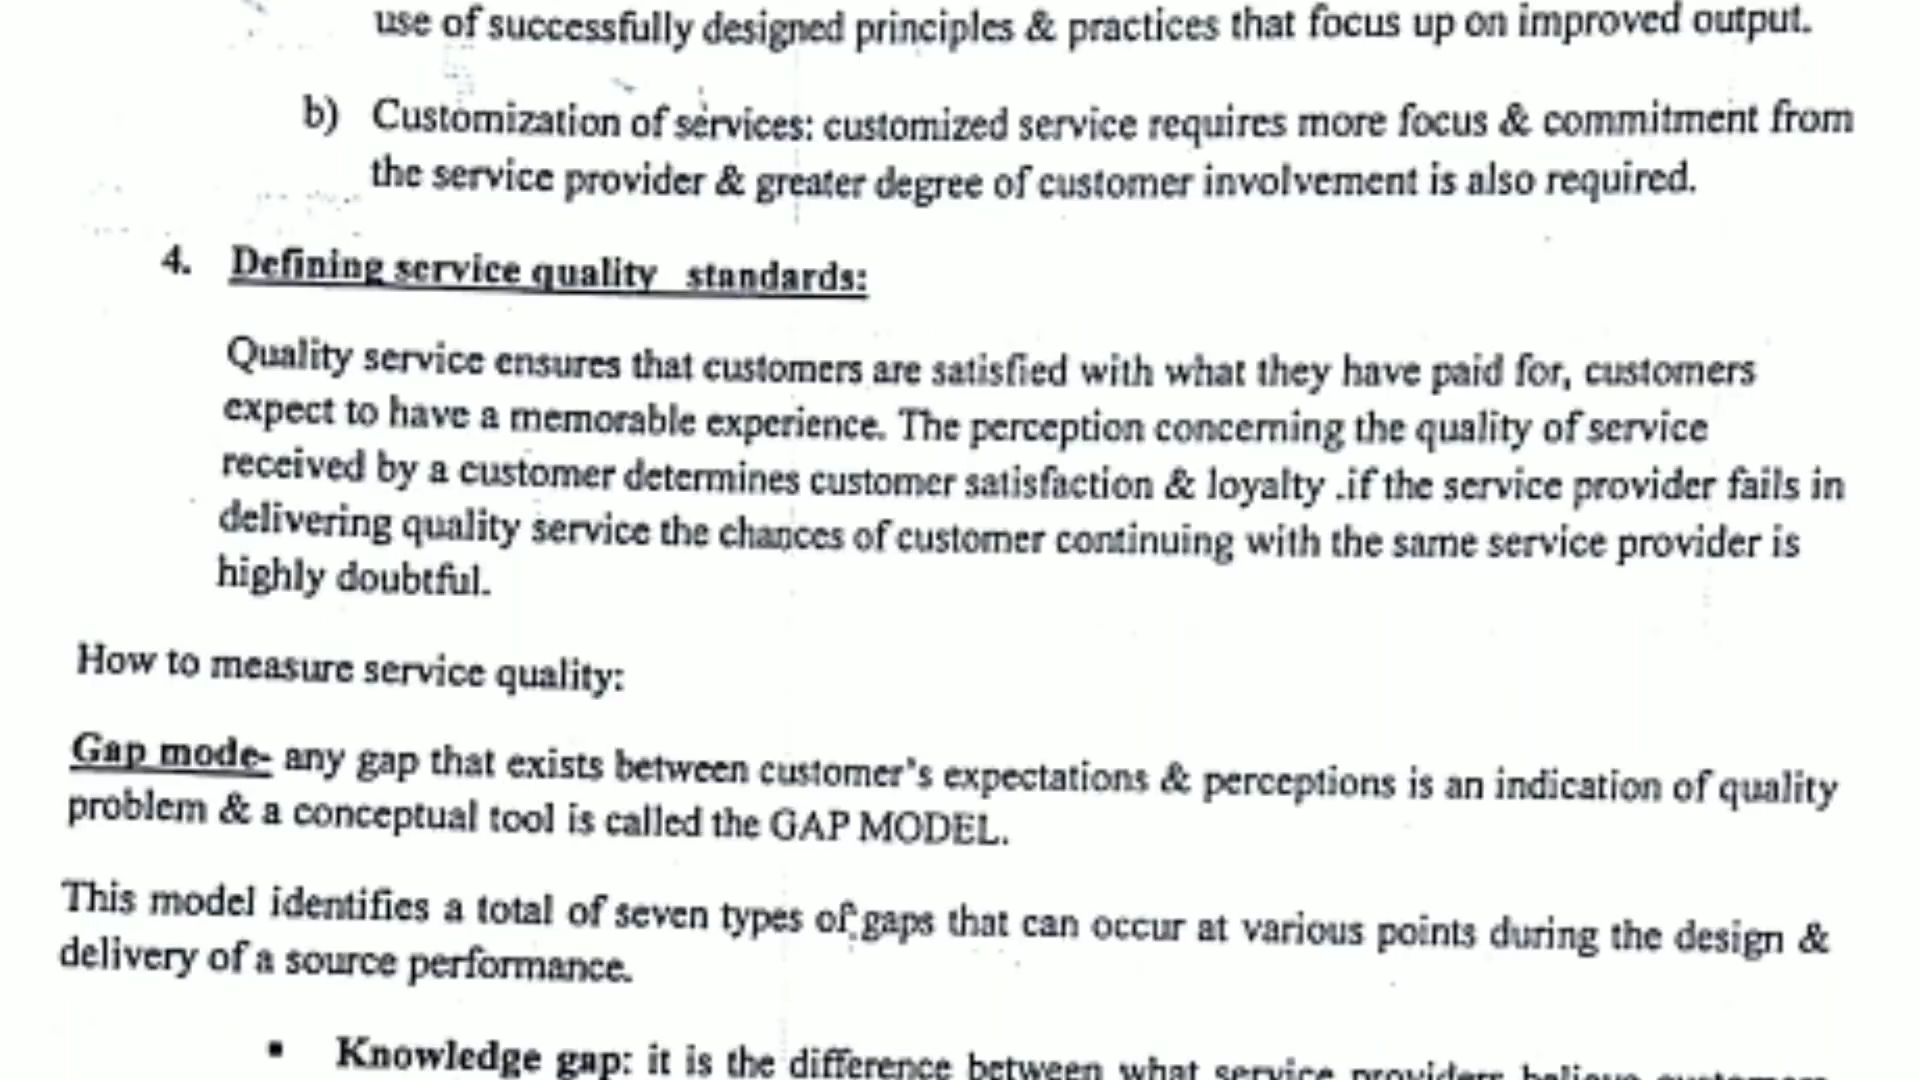 use of successfully designed principles & practices that focus up on improved output.
b) Customization of services: customized service requires more focus & commitment from
the service provider & greater degree of customer involvement is also required.
4. Defining service quality standards:
Quality service ensures that customers are satisfied with what they have paid for, customers
expect to have a memorable experience. The perception concerning the quality of service
received by a customer determines customer satisfaction & loyalty .if the service provider fails in
delivering quality service the chances of customer continuing with the same service provider is
highly doubtful.
How to measure service quality:
Gap mode- any gap that exists between customer's expectations & perceptions is an indication of quality
problem & a conceptual tool is called the GAP MODEL.
This model identifies a total of seven types of gaps that can occur at various points during the design &
delivery of a source performance.
▪ Knowledge gap: it is the difference between what service providers believe customers